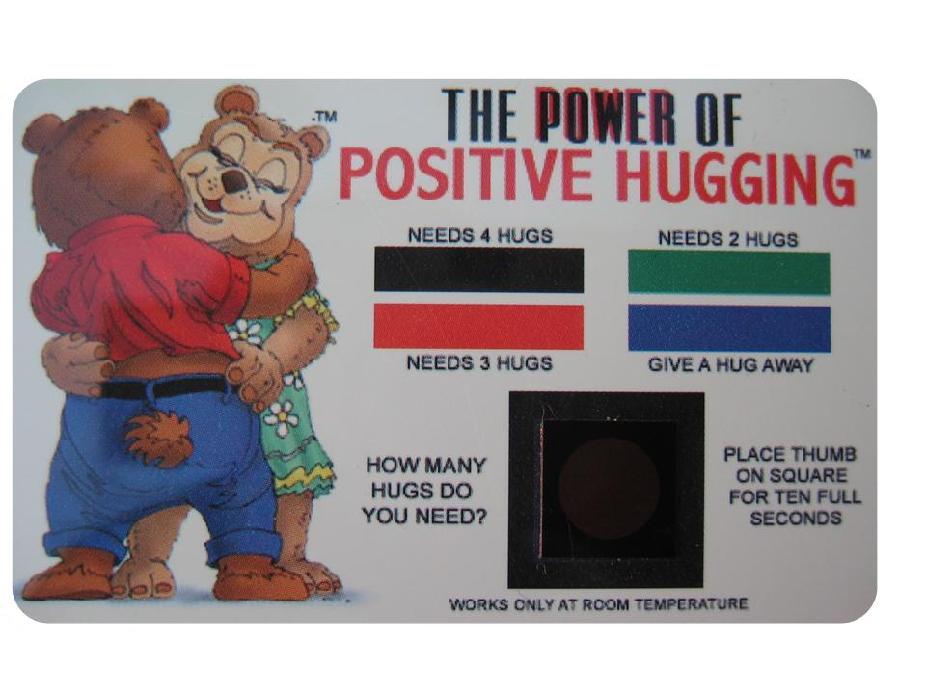 ™
THE POWER OF
POSITIVE HUGGING™
NEEDS 4 HUGS
NEEDS 2 HUGS
NEEDS 3 HUGS
GIVE A HUG AWAY
HOW MANY
HUGS DO
YOU NEED?
PLACE THUMB
ON SQUARE
FOR TEN FULL
SECONDS
WORKS ONLY AT ROOM TEMPERATURE